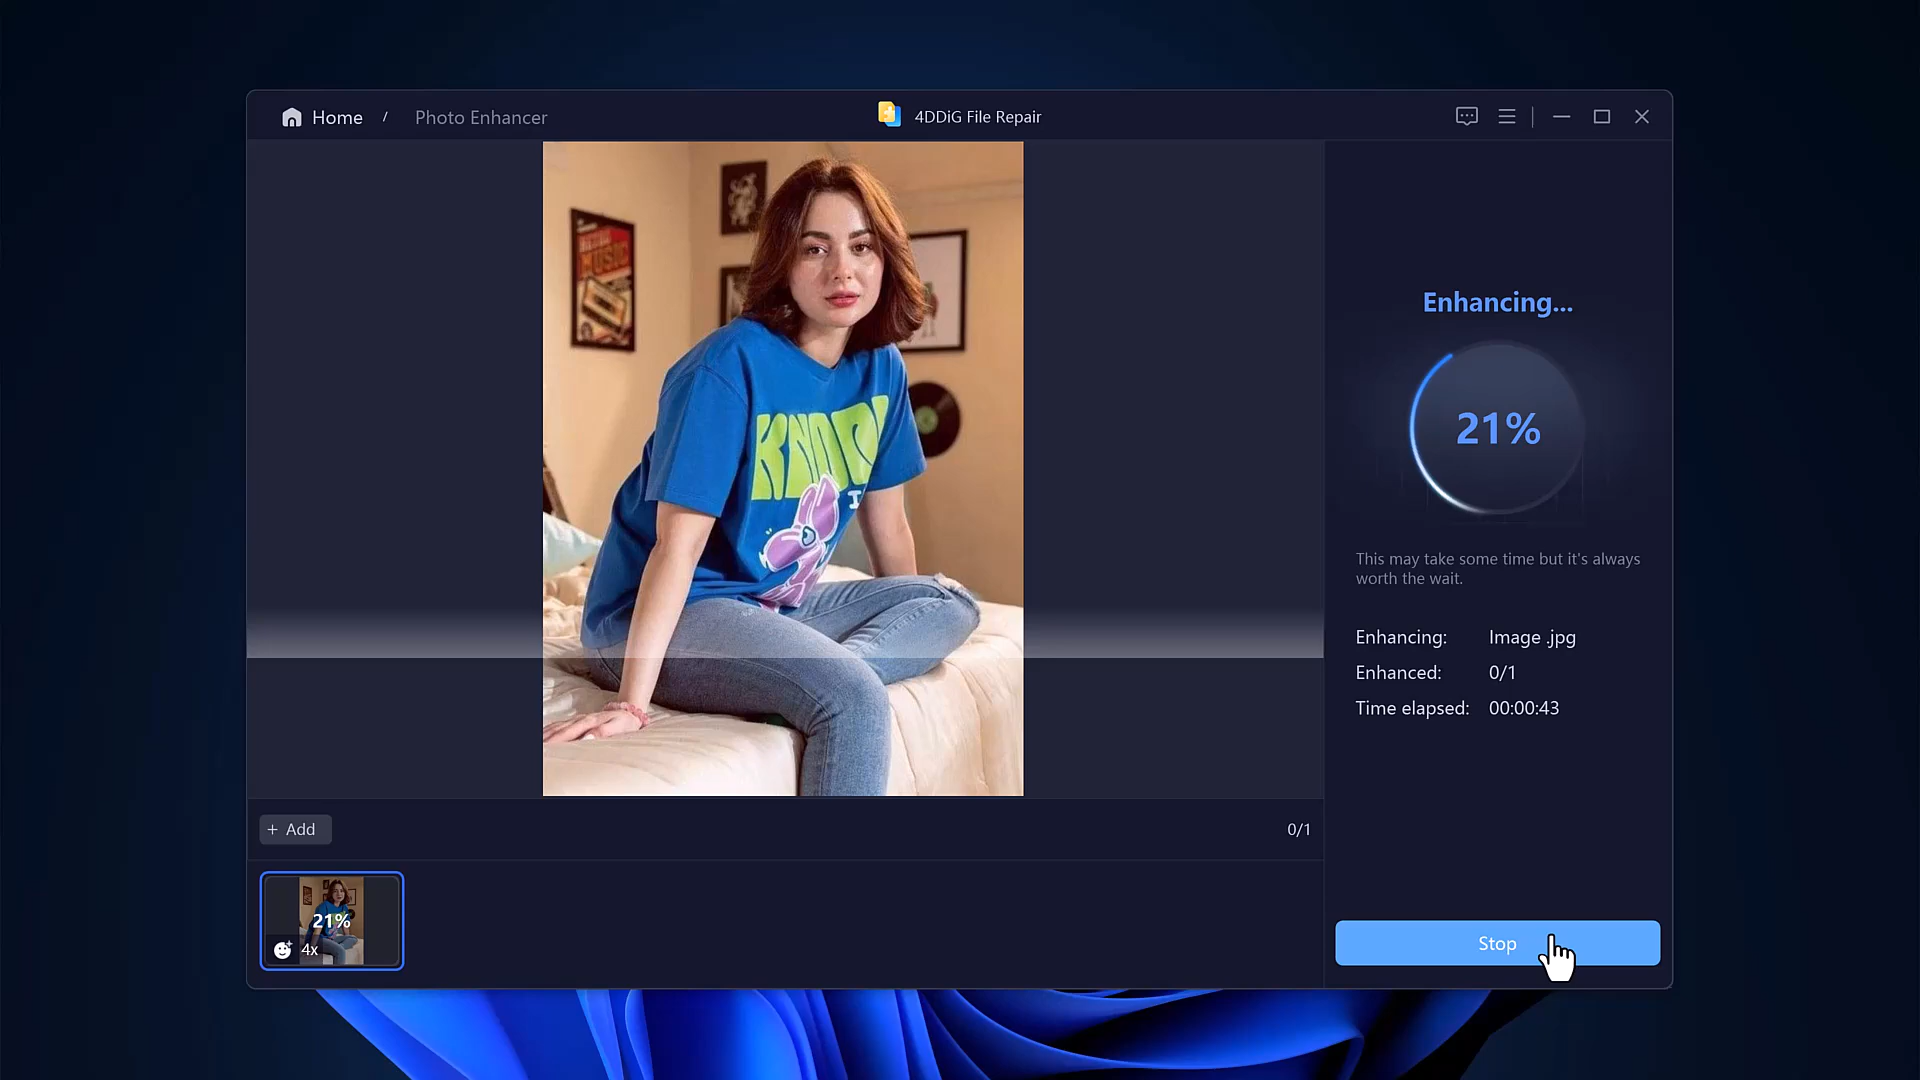 Home / Photo Enhancer
4DDiG File Repair
MUSIC
Enhancing...
21%
This may take some time but it's always
worth the wait.
Enhancing: Image .jpg
Enhanced: 0/1
Time elapsed: 00:00:43
+ Add
0/1
21%
4x
Stop